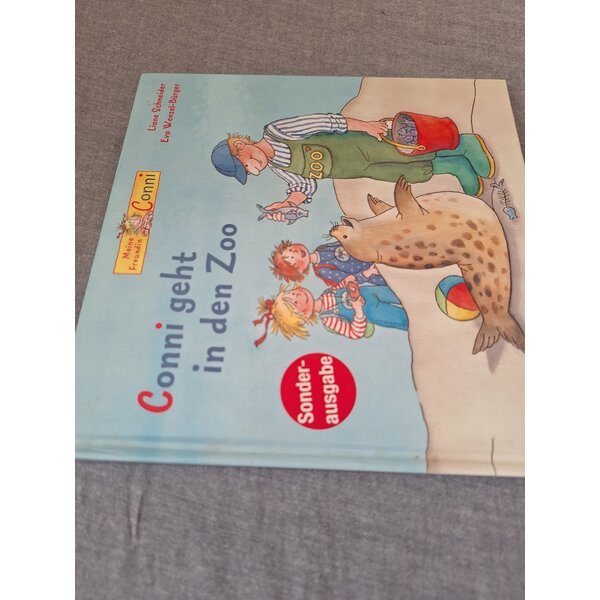 Liane Schneider
Eva Wenzel-Bürger
Meine
Freundin
Conni
Conni geht
in den Zoo
Sonder-
ausgabe
ZOO